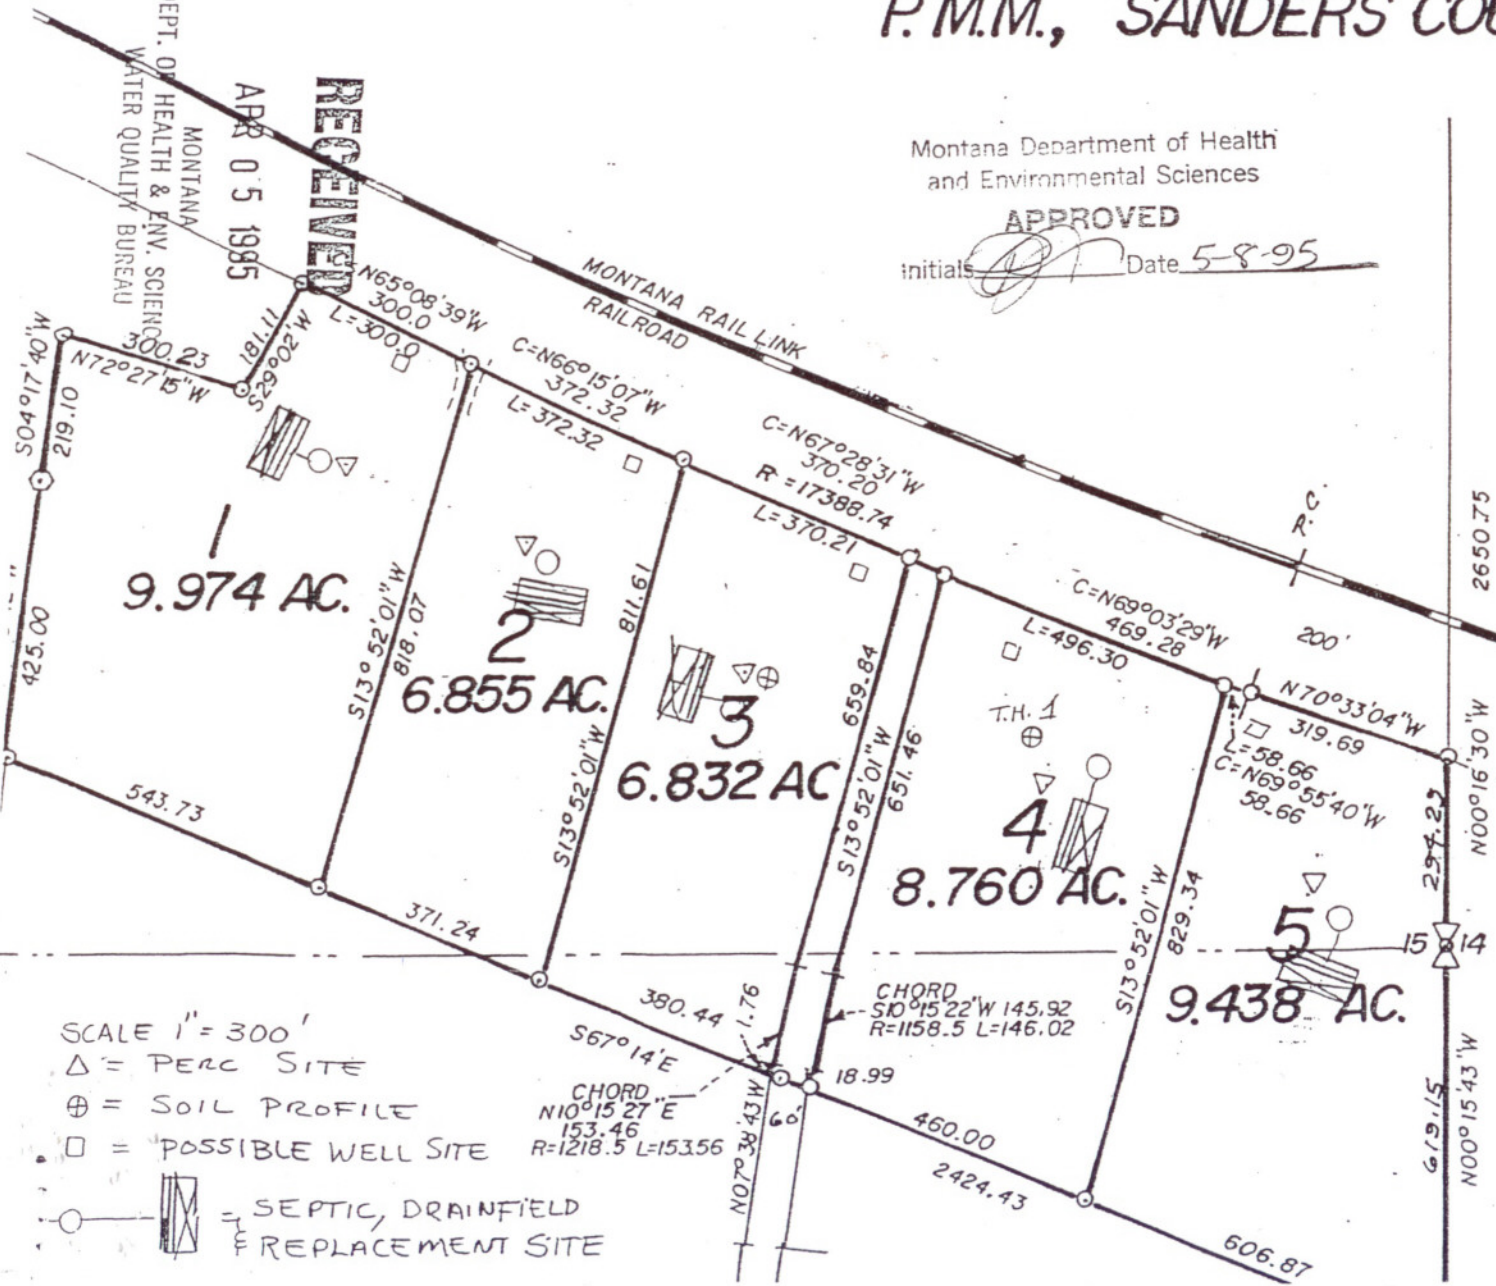 P.M.M., SANDERS COU
DEPT. OF HEALTH & ENV. SCIENC
WATER QUALITY BUREAU
MONTANA
APR 05 1995
RECEIVED
Montana Department of Health
and Environmental Sciences
APPROVED
Initials
Date 5-8-95
MONTANA RAIL LINK
RAILROAD
N65°08'39"W
300.0
L=300.0
181.11
S29°02'W
300.23
N72°27'15"W
S04°17'40"W
219.10
425.00
1
9.974 AC.
543.73
C=N66°15'07"W
372.32
L=372.32
S13°52'01"W
818.07
2
6.855 AC.
371.24
C=N67°28'31"W
370.20
R=17388.74
L=370.21
811.61
S13°52'01"W
3
6.832 AC
380.44
S67°14'E
659.84
S13°52'01"W
651.46
C=N69°03'29"W
469.28
L=496.30
T.H. 1
4
8.760 AC.
S13°52'01"W
829.34
R.C.
200'
N70°33'04"W
319.69
L=58.66
C=N69°55'40"W
58.66
5
9.438 AC.
2650.75
N00°16'30"W
294.25
15
14
619.15
N00°15'43"W
CHORD
S10°15'22"W 145.92
R=1158.5 L=146.02
1.76
18.99
CHORD
N10°15'27"E
153.46
R=1218.5 L=153.56
N07°38'43"W
60'
460.00
2424.43
606.87
SCALE 1"=300'
△ = PERC SITE
⊕ = SOIL PROFILE
□ = POSSIBLE WELL SITE
= SEPTIC, DRAINFIELD
& REPLACEMENT SITE